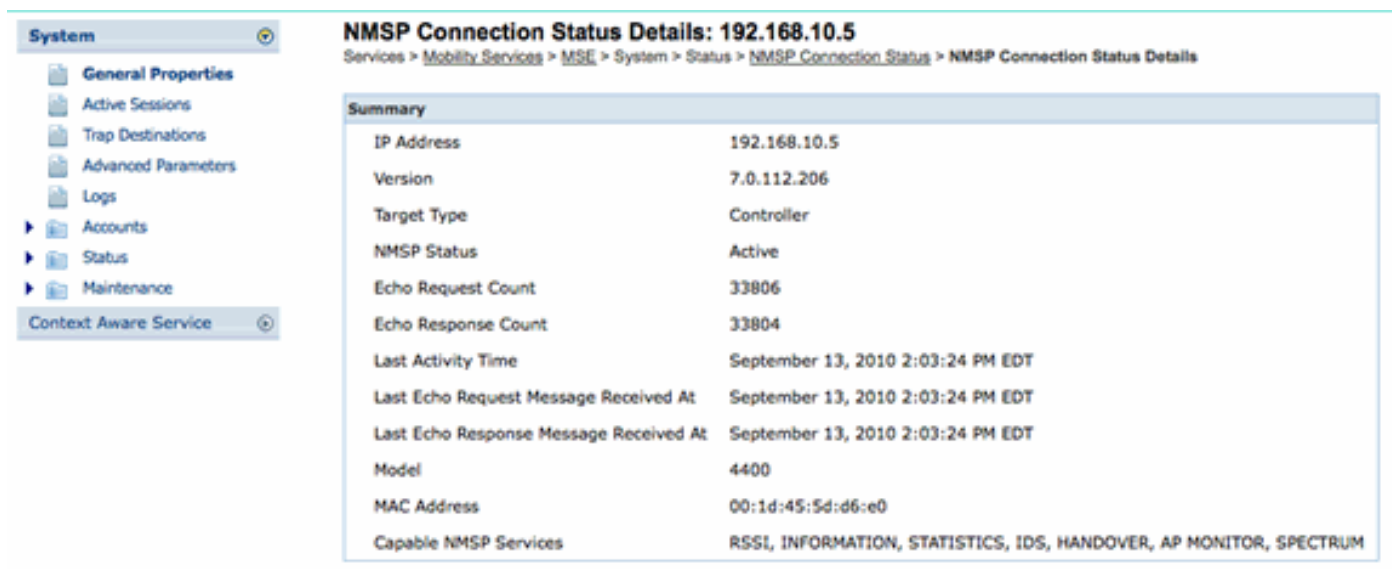 System
General Properties
Active Sessions
Trap Destinations
Advanced Parameters
Logs
Accounts
Status
Maintenance
Context Aware Service
NMSP Connection Status Details: 192.168.10.5
Services > Mobility Services > MSE > System > Status > NMSP Connection Status > NMSP Connection Status Details
Summary
IP Address 192.168.10.5
Version 7.0.112.206
Target Type Controller
NMSP Status Active
Echo Request Count 33806
Echo Response Count 33804
Last Activity Time September 13, 2010 2:03:24 PM EDT
Last Echo Request Message Received At September 13, 2010 2:03:24 PM EDT
Last Echo Response Message Received At September 13, 2010 2:03:24 PM EDT
Model 4400
MAC Address 00:1d:45:5d:d6:e0
Capable NMSP Services RSSI, INFORMATION, STATISTICS, IDS, HANDOVER, AP MONITOR, SPECTRUM